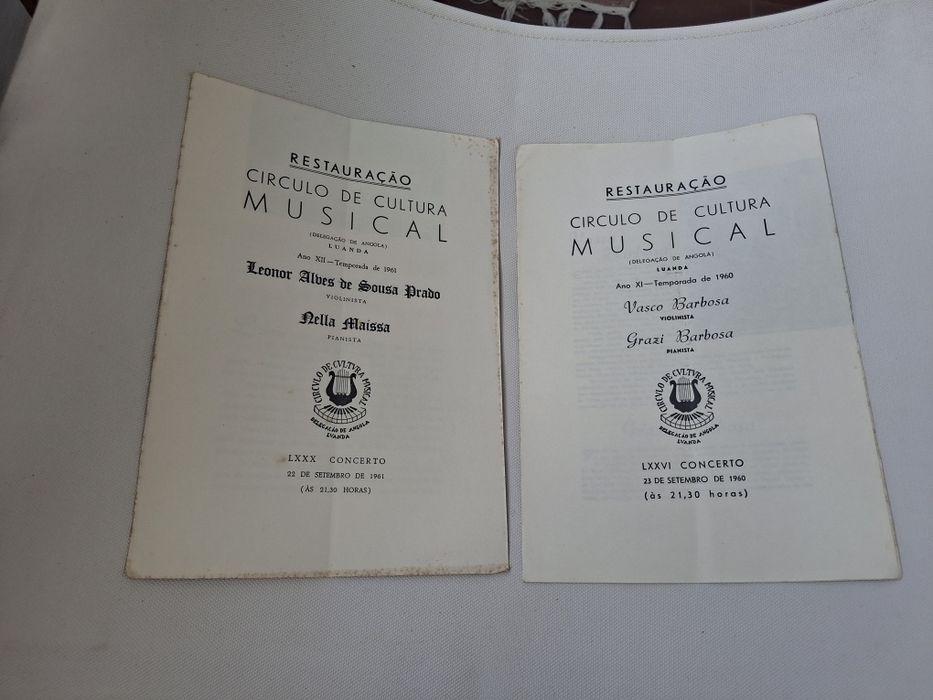 RESTAURAÇÃO
CIRCULO DE CULTURA
MUSICAL
(DELEGAÇÃO DE ANGOLA)
LUANDA
Ano XII — Temporada de 1961
Leonor Alves de Sousa Prado
VIOLINISTA
Nella Maissa
PIANISTA
CIRCULO DE CVLTVRA MUSICAL
DELEGAÇÃO DE ANGOLA
LVANDA
LXXX CONCERTO
22 DE SETEMBRO DE 1961
(ÀS 21,30 HORAS)
RESTAURAÇÃO
CIRCULO DE CULTURA
MUSICAL
(DELEGAÇÃO DE ANGOLA)
LUANDA
Ano XI — Temporada de 1960
Vasco Barbosa
VIOLINISTA
Grazi Barbosa
PIANISTA
CIRCULO DE CVLTVRA MUSICAL
DELEGAÇÃO DE ANGOLA
LVANDA
LXXVI CONCERTO
23 DE SETEMBRO DE 1960
(às 21,30 horas)